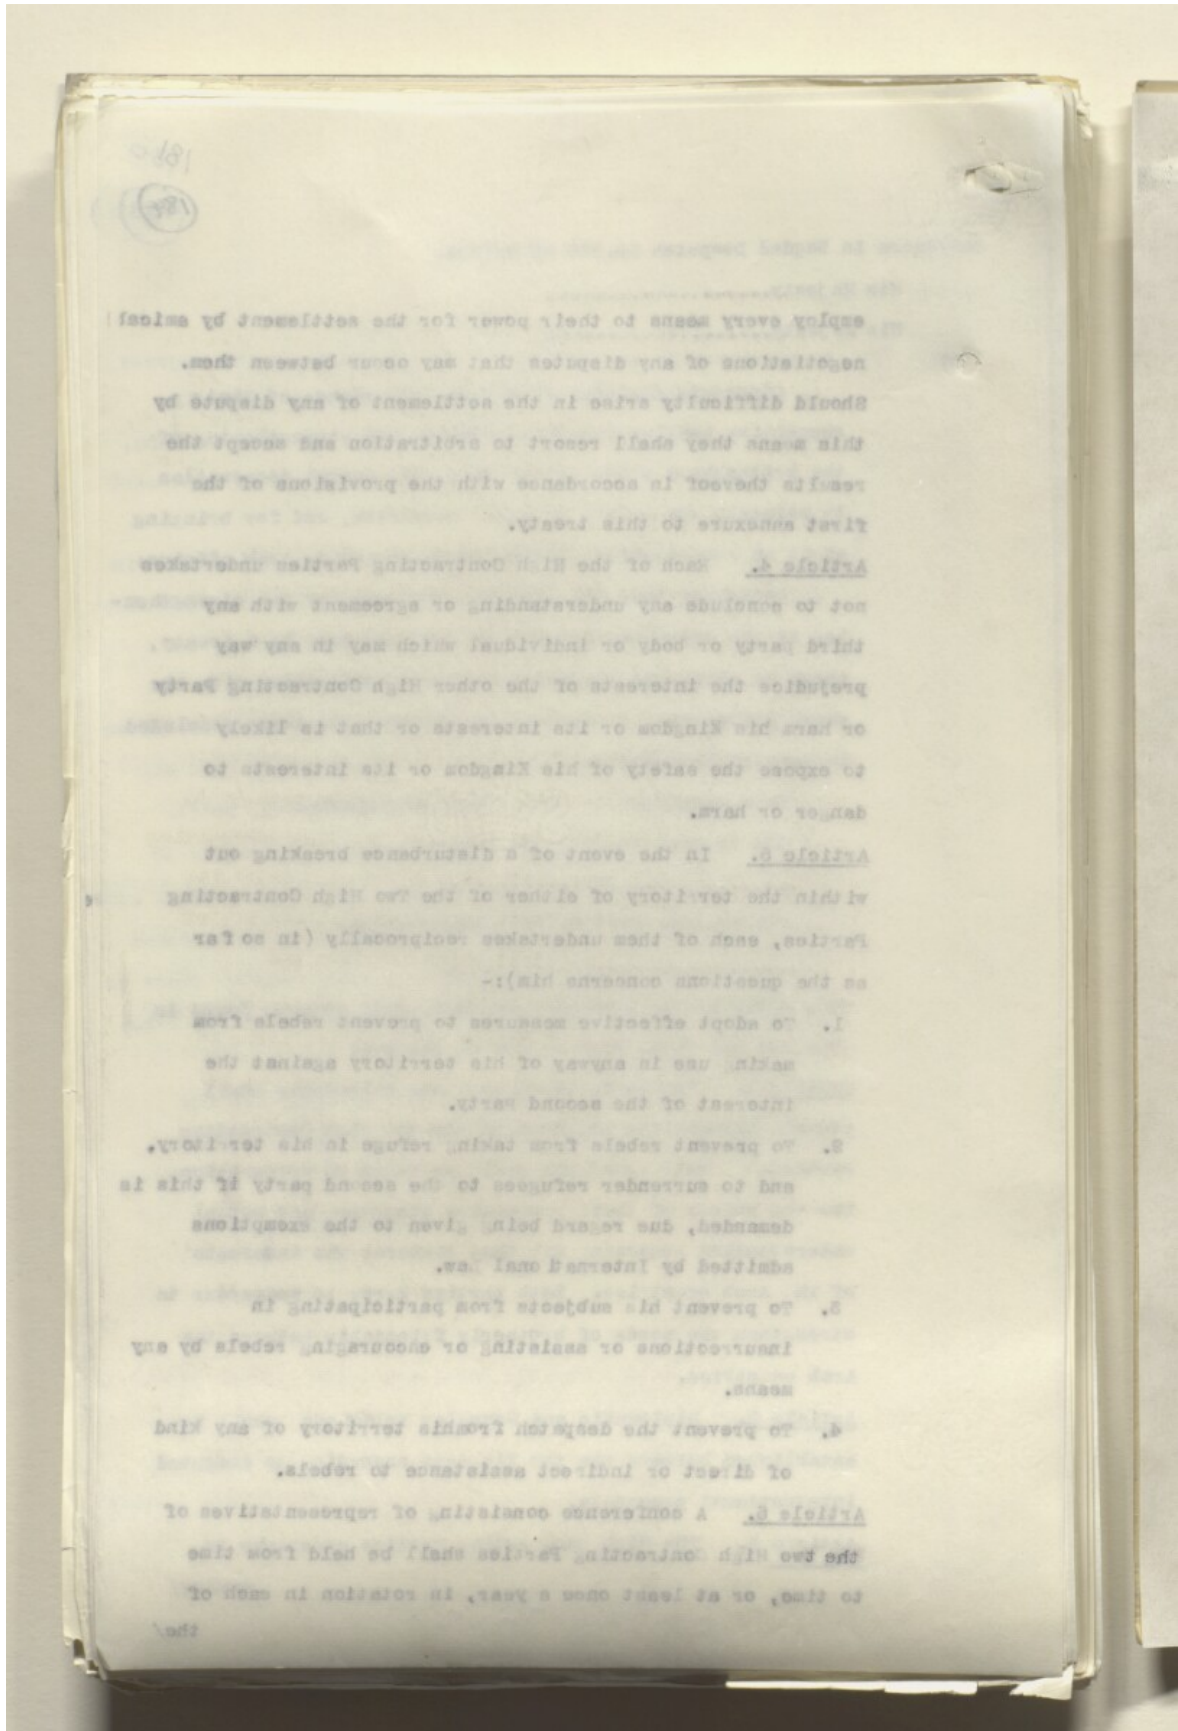 employ every means to their power for the settlement by amical
negotiations of any disputes that may occur between them.
Should difficulty arise in the settlement of any dispute by
this means they shall resort to arbitration and accept the
results thereof in accordance with the provisions of the
first annexure to this treaty.
Article 4. Each of the High Contracting Parties undertakes
not to conclude any understanding or agreement with any
third party or body or individual which may in any way
prejudice the interests of the other High Contracting Party
or harm his Kingdom or its interests or that is likely
to expose the safety of his Kingdom or its interests to
danger or harm.
Article 5. In the event of a disturbance breaking out
within the territory of either of the Two High Contracting
Parties, each of them undertakes reciprocally (in so far
as the questions concerns him):-
1. To adopt effective measures to prevent rebels from
making use in anyway of his territory against the
interest of the second Party.
2. To prevent rebels from taking refuge in his territory,
and to surrender refugees to the second party if this is
demanded, due regard being given to the exemptions
admitted by International Law.
3. To prevent his subjects from participating in
insurrections or assisting or encouraging rebels by any
means.
4. To prevent the despatch fromhis territory of any kind
of direct or indirect assistance to rebels.
Article 6. A conference consisting of representatives of
the two High Contracting Parties shall be held from time
to time, or at least once a year, in rotation in each of
the/